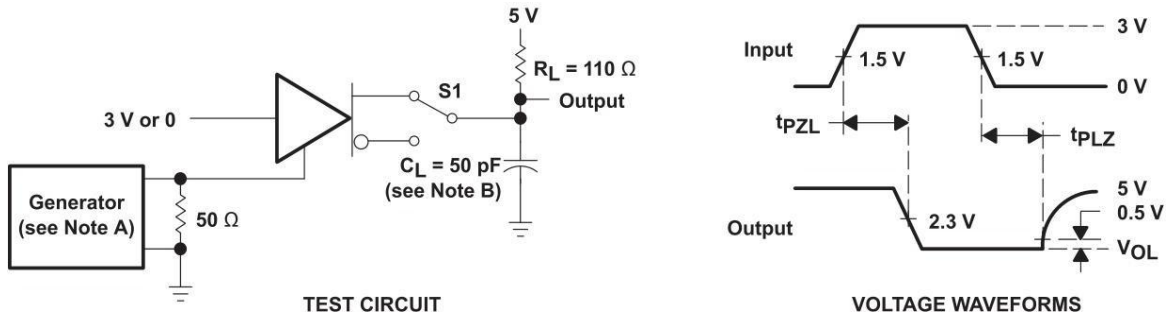 5 V
R_L = 110 Ω
S1
Output
3 V or 0
C_L = 50 pF
(see Note B)
Generator
(see Note A)
50 Ω
TEST CIRCUIT
Input
3 V
1.5 V
1.5 V
0 V
t_PZL
t_PLZ
Output
2.3 V
5 V
0.5 V
V_OL
VOLTAGE WAVEFORMS